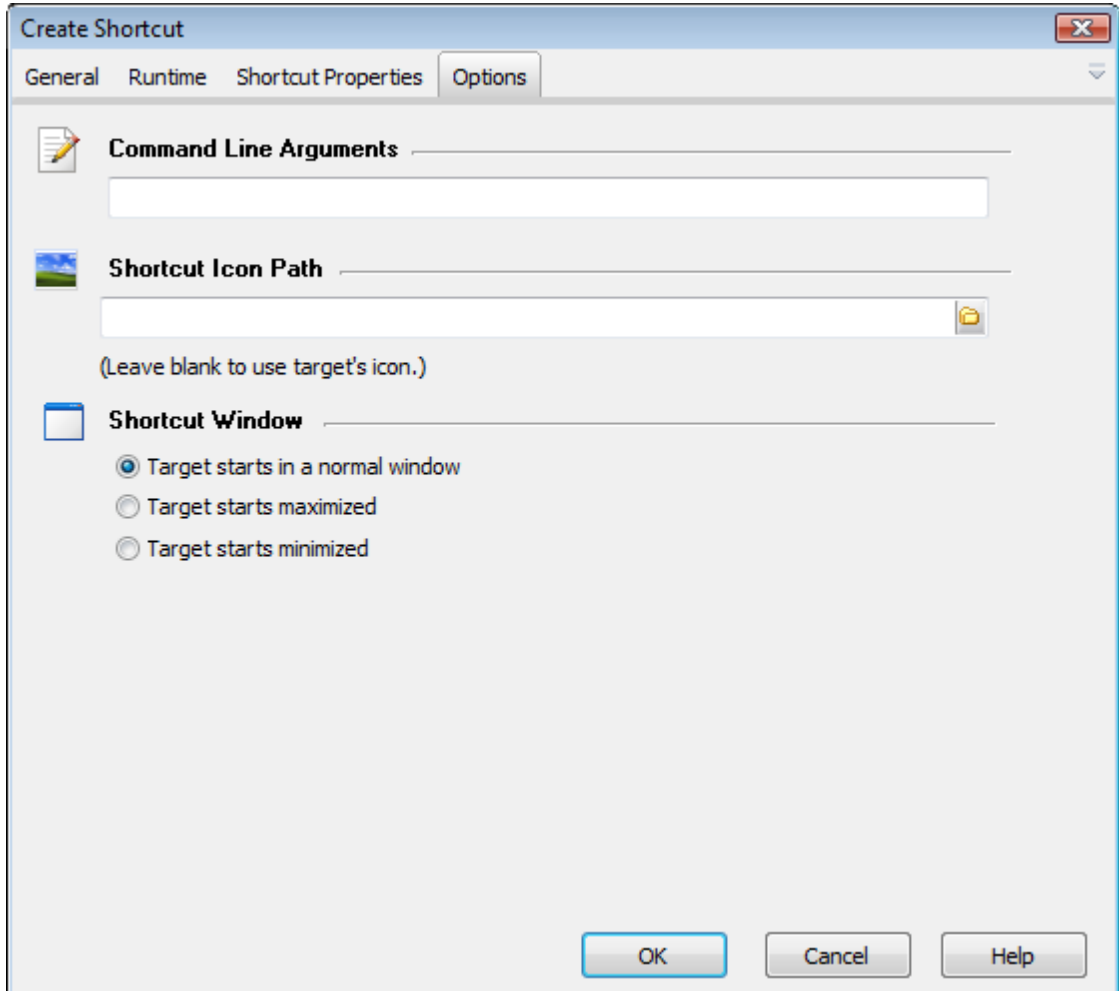 Create Shortcut
General Runtime Shortcut Properties Options
Command Line Arguments
Shortcut Icon Path
(Leave blank to use target's icon.)
Shortcut Window
Target starts in a normal window
Target starts maximized
Target starts minimized
OK Cancel Help